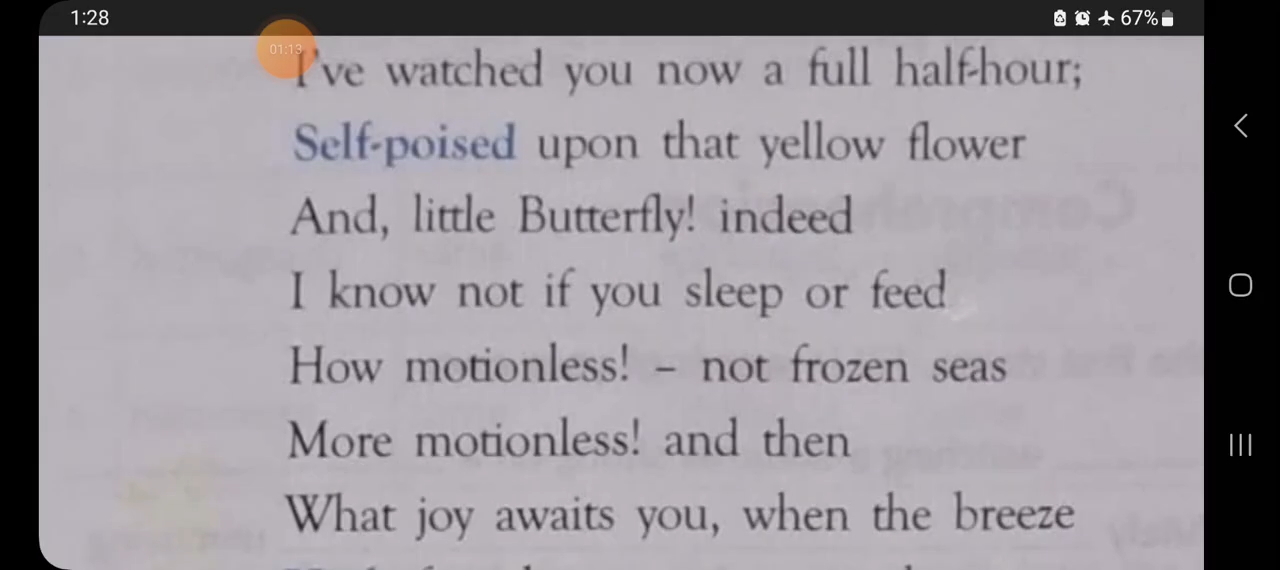 1:28
67%
01:13
I've watched you now a full half-hour;
Self-poised upon that yellow flower
And, little Butterfly! indeed
I know not if you sleep or feed
How motionless! – not frozen seas
More motionless! and then
What joy awaits you, when the breeze